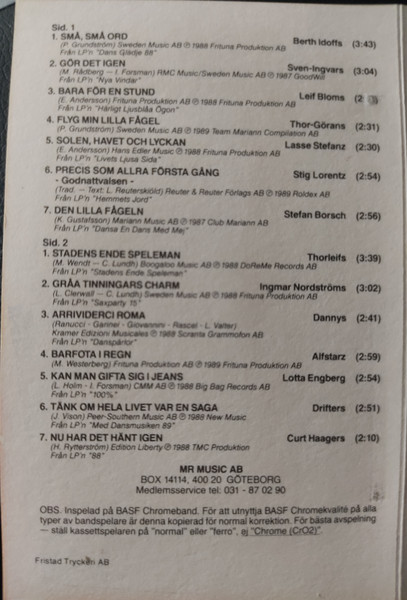 Sid. 1
1. SMÅ, SMÅ ORD Berth Idoffs (3:43)
(P. Grundström) Sweden Music AB ℗ 1988 Frituna Produktion AB
Från LP'n "Dans Glädje 88"
2. GÖR DET IGEN Sven-Ingvars (3:04)
(M. Rådberg – I. Forsman) RMC Music/Sweden Music AB ℗ 1987 GoodWill
Från LP'n "Nya Vindar"
3. BARA FÖR EN STUND Leif Bloms (2
(E. Andersson) Frituna Produktion AB ℗ 1988 Frituna Produktion AB
Från LP'n "Härligt Ljusblåa Ögon"
4. FLYG MIN LILLA FÅGEL Thor-Görans (2:31)
(P. Grundström) Sweden Music AB ℗ 1989 Team Mariann Compilation AB
5. SOLEN, HAVET OCH LYCKAN Lasse Stefanz (2:30)
(E. Andersson) Hans Edler Music ℗ 1988 Frituna Produktion AB
Från LP'n "Livets Ljusa Sida"
6. PRECIS SOM ALLRA FÖRSTA GÅNG Stig Lorentz (2:54)
- Godnattvalsen -
(Trad. – Text: L. Reuterskiöld) Reuter & Reuter Förlags AB ℗ 1989 Roldex AB
Från LP'n "Hemmets Jord"
7. DEN LILLA FÅGELN Stefan Borsch (2:56)
(K. Gustafsson) Mariann Music AB ℗ 1987 Club Mariann AB
Från LP'n "Dansa En Dans Med Mej"
Sid. 2
1. STADENS ENDE SPELEMAN Thorleifs (3:39)
(M. Wendt – C. Lundh) Boogaloo Music AB ℗ 1988 DoReMe Records AB
Från LP'n "Stadens Ende Speleman"
2. GRÅA TINNINGARS CHARM Ingmar Nordströms (3:02)
(L. Clerwall – C. Lundh) Sweden Music AB ℗ 1988 Frituna Produktion AB
Från LP'n "Saxparty 15"
3. ARRIVIDERCI ROMA Dannys (2:41)
(Ranucci - Garinei - Giovannini - Rascel - L. Valter)
Kramer Edizioni Musicales ℗ 1988 Scranta Grammofon AB
Från LP'n "Danspärlor"
4. BARFOTA I REGN Alfstarz (2:59)
(M. Westerberg) Frituna Produktion AB ℗ 1989 Frituna Produktion AB
5. KAN MAN GIFTA SIG I JEANS Lotta Engberg (2:54)
(L. Holm - I. Forsman) CMM AB ℗ 1988 Big Bag Records AB
Från LP'n "100%"
6. TÄNK OM HELA LIVET VAR EN SAGA Drifters (2:51)
(J. Vison) Peer-Southern Music AB ℗ 1988 New Music
Från LP'n "Med Dansmusiken 89"
7. NU HAR DET HÄNT IGEN Curt Haagers (2:10)
(H. Rytterström) Edition Liberty ℗ 1988 TMC Produktion
Från LP'n "88"
MR MUSIC AB
BOX 14114, 400 20 GÖTEBORG
Medlemsservice tel: 031 - 87 02 90
OBS. Inspelad på BASF Chromeband. För att utnyttja BASF Chromekvalité på alla
typer av bandspelare är denna kopierad för normal korrektion. För bästa avspelning
— ställ kassettspelaren på "normal" eller "ferro", ej "Chrome (CrO2)".
Fristad Tryckeri AB